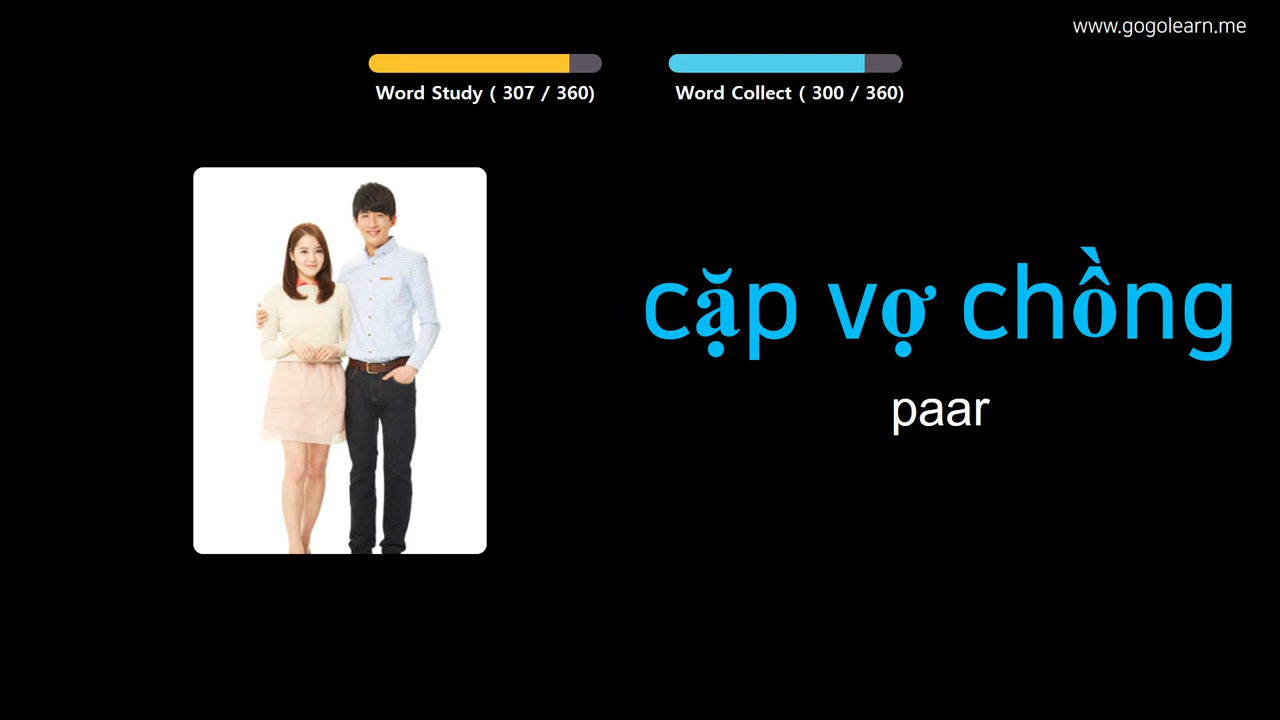 www.gogolearn.me
Word Study ( 307 / 360)
Word Collect ( 300 / 360)
cặp vợ chồng
paar